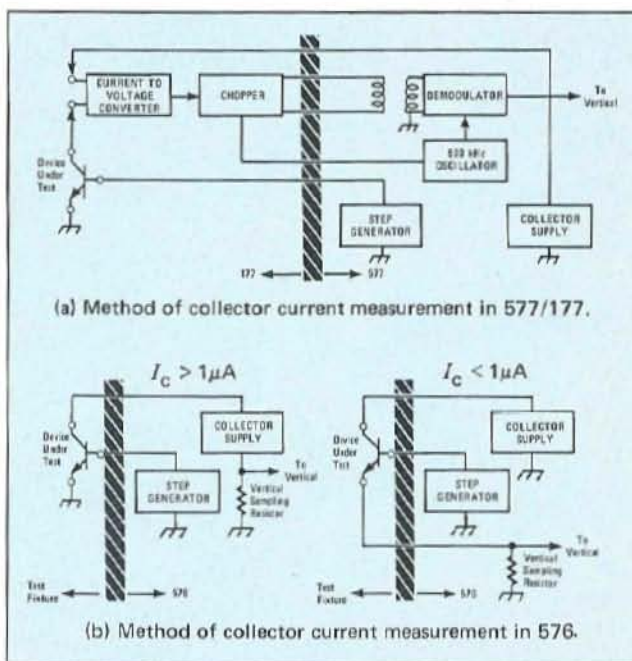 CURRENT TO
VOLTAGE
CONVERTER
CHOPPER
DEMODULATOR
To
Vertical
Device
Under
Test
500 kHz
OSCILLATOR
STEP
GENERATOR
COLLECTOR
SUPPLY
177
577
(a) Method of collector current measurement in 577/177.
I_C > 1μA
I_C < 1μA
Device
Under
Test
COLLECTOR
SUPPLY
To
Vertical
STEP
GENERATOR
Vertical
Sampling
Resistor
Test
Fixture
576
Device
Under
Test
COLLECTOR
SUPPLY
STEP
GENERATOR
To
Vertical
Vertical
Sampling
Resistor
Test
Fixture
(b) Method of collector current measurement in 576.